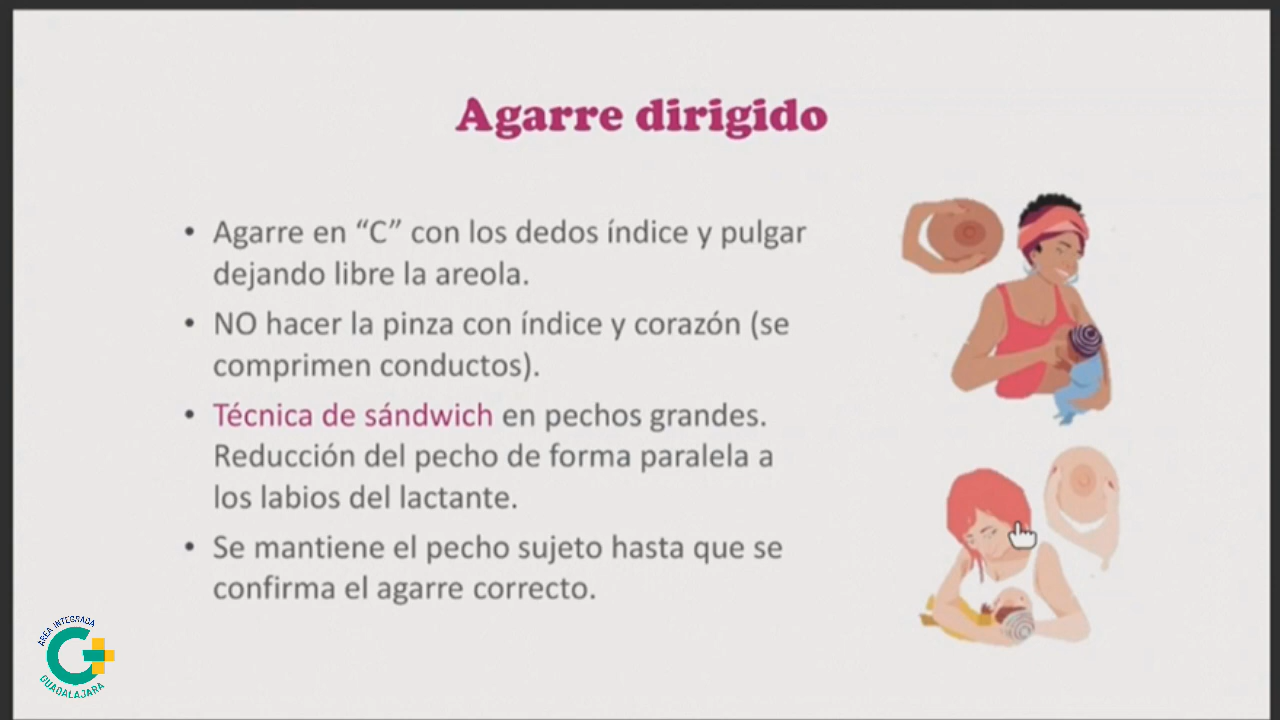 Agarre dirigido
• Agarre en “C” con los dedos índice y pulgar
dejando libre la areola.
• NO hacer la pinza con índice y corazón (se
comprimen conductos).
• Técnica de sándwich en pechos grandes.
Reducción del pecho de forma paralela a
los labios del lactante.
• Se mantiene el pecho sujeto hasta que se
confirma el agarre correcto.
ÁREA INTEGRADA
GUADALAJARA